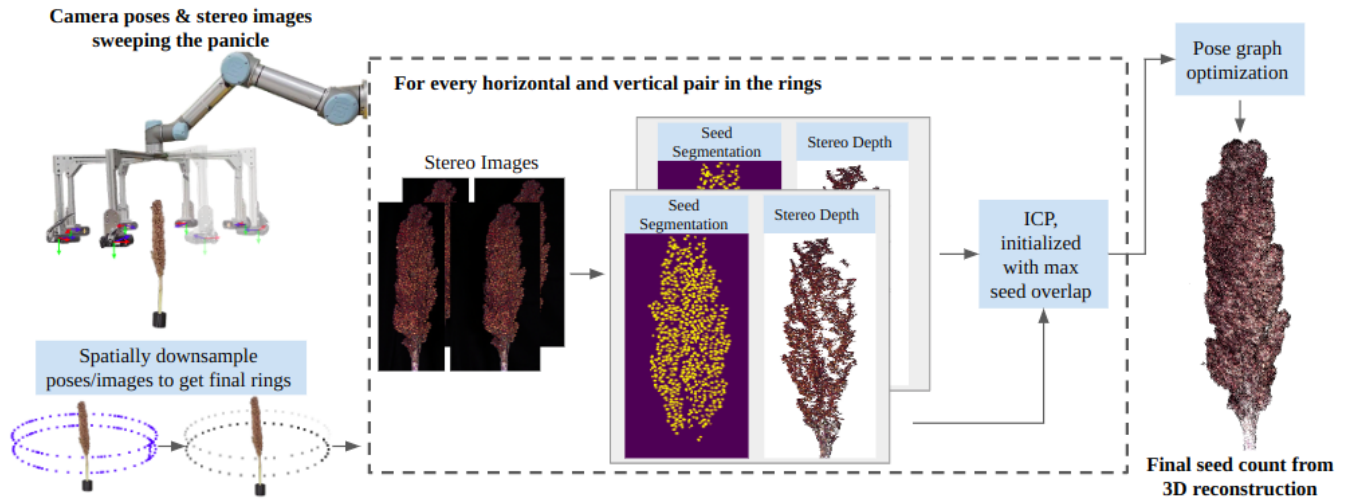 Camera poses & stereo images
sweeping the panicle
Spatially downsample
poses/images to get final rings
For every horizontal and vertical pair in the rings
Stereo Images
Seed
Segmentation
Stereo Depth
Seed
Segmentation
Stereo Depth
ICP,
initialized
with max
seed overlap
Pose graph
optimization
Final seed count from
3D reconstruction